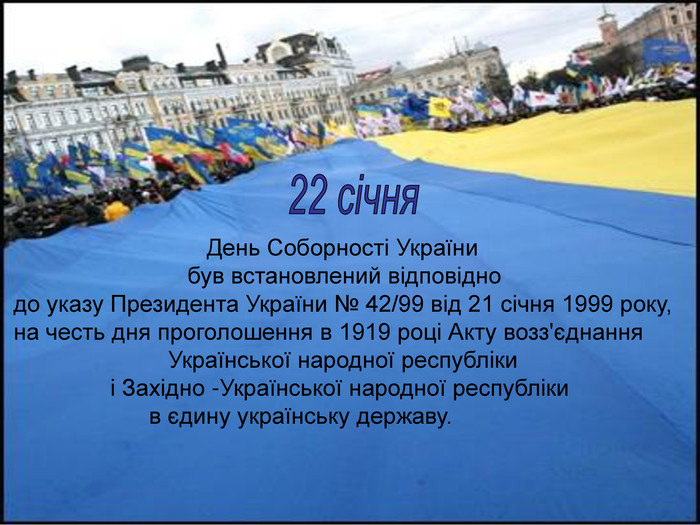 22 січня
День Соборності України
був встановлений відповідно
до указу Президента України № 42/99 від 21 січня 1999 року,
на честь дня проголошення в 1919 році Акту возз'єднання
Української народної республіки
і Західно -Української народної республіки
в єдину українську державу.